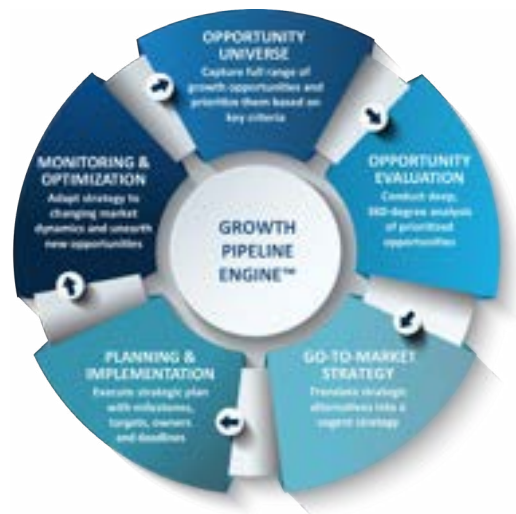 OPPORTUNITY
UNIVERSE
Capture full range of
growth opportunities and
prioritize them based on
key criteria
OPPORTUNITY
EVALUATION
Conduct deep,
360-degree analysis
of prioritized
opportunities
GO-TO-MARKET
STRATEGY
Translate strategic
alternatives into a
cogent strategy
PLANNING &
IMPLEMENTATION
Execute strategic plan
with milestones,
targets, owners
and deadlines
MONITORING &
OPTIMIZATION
Adapt strategy to
changing market
dynamics and unearth
new opportunities
GROWTH
PIPELINE
ENGINE™